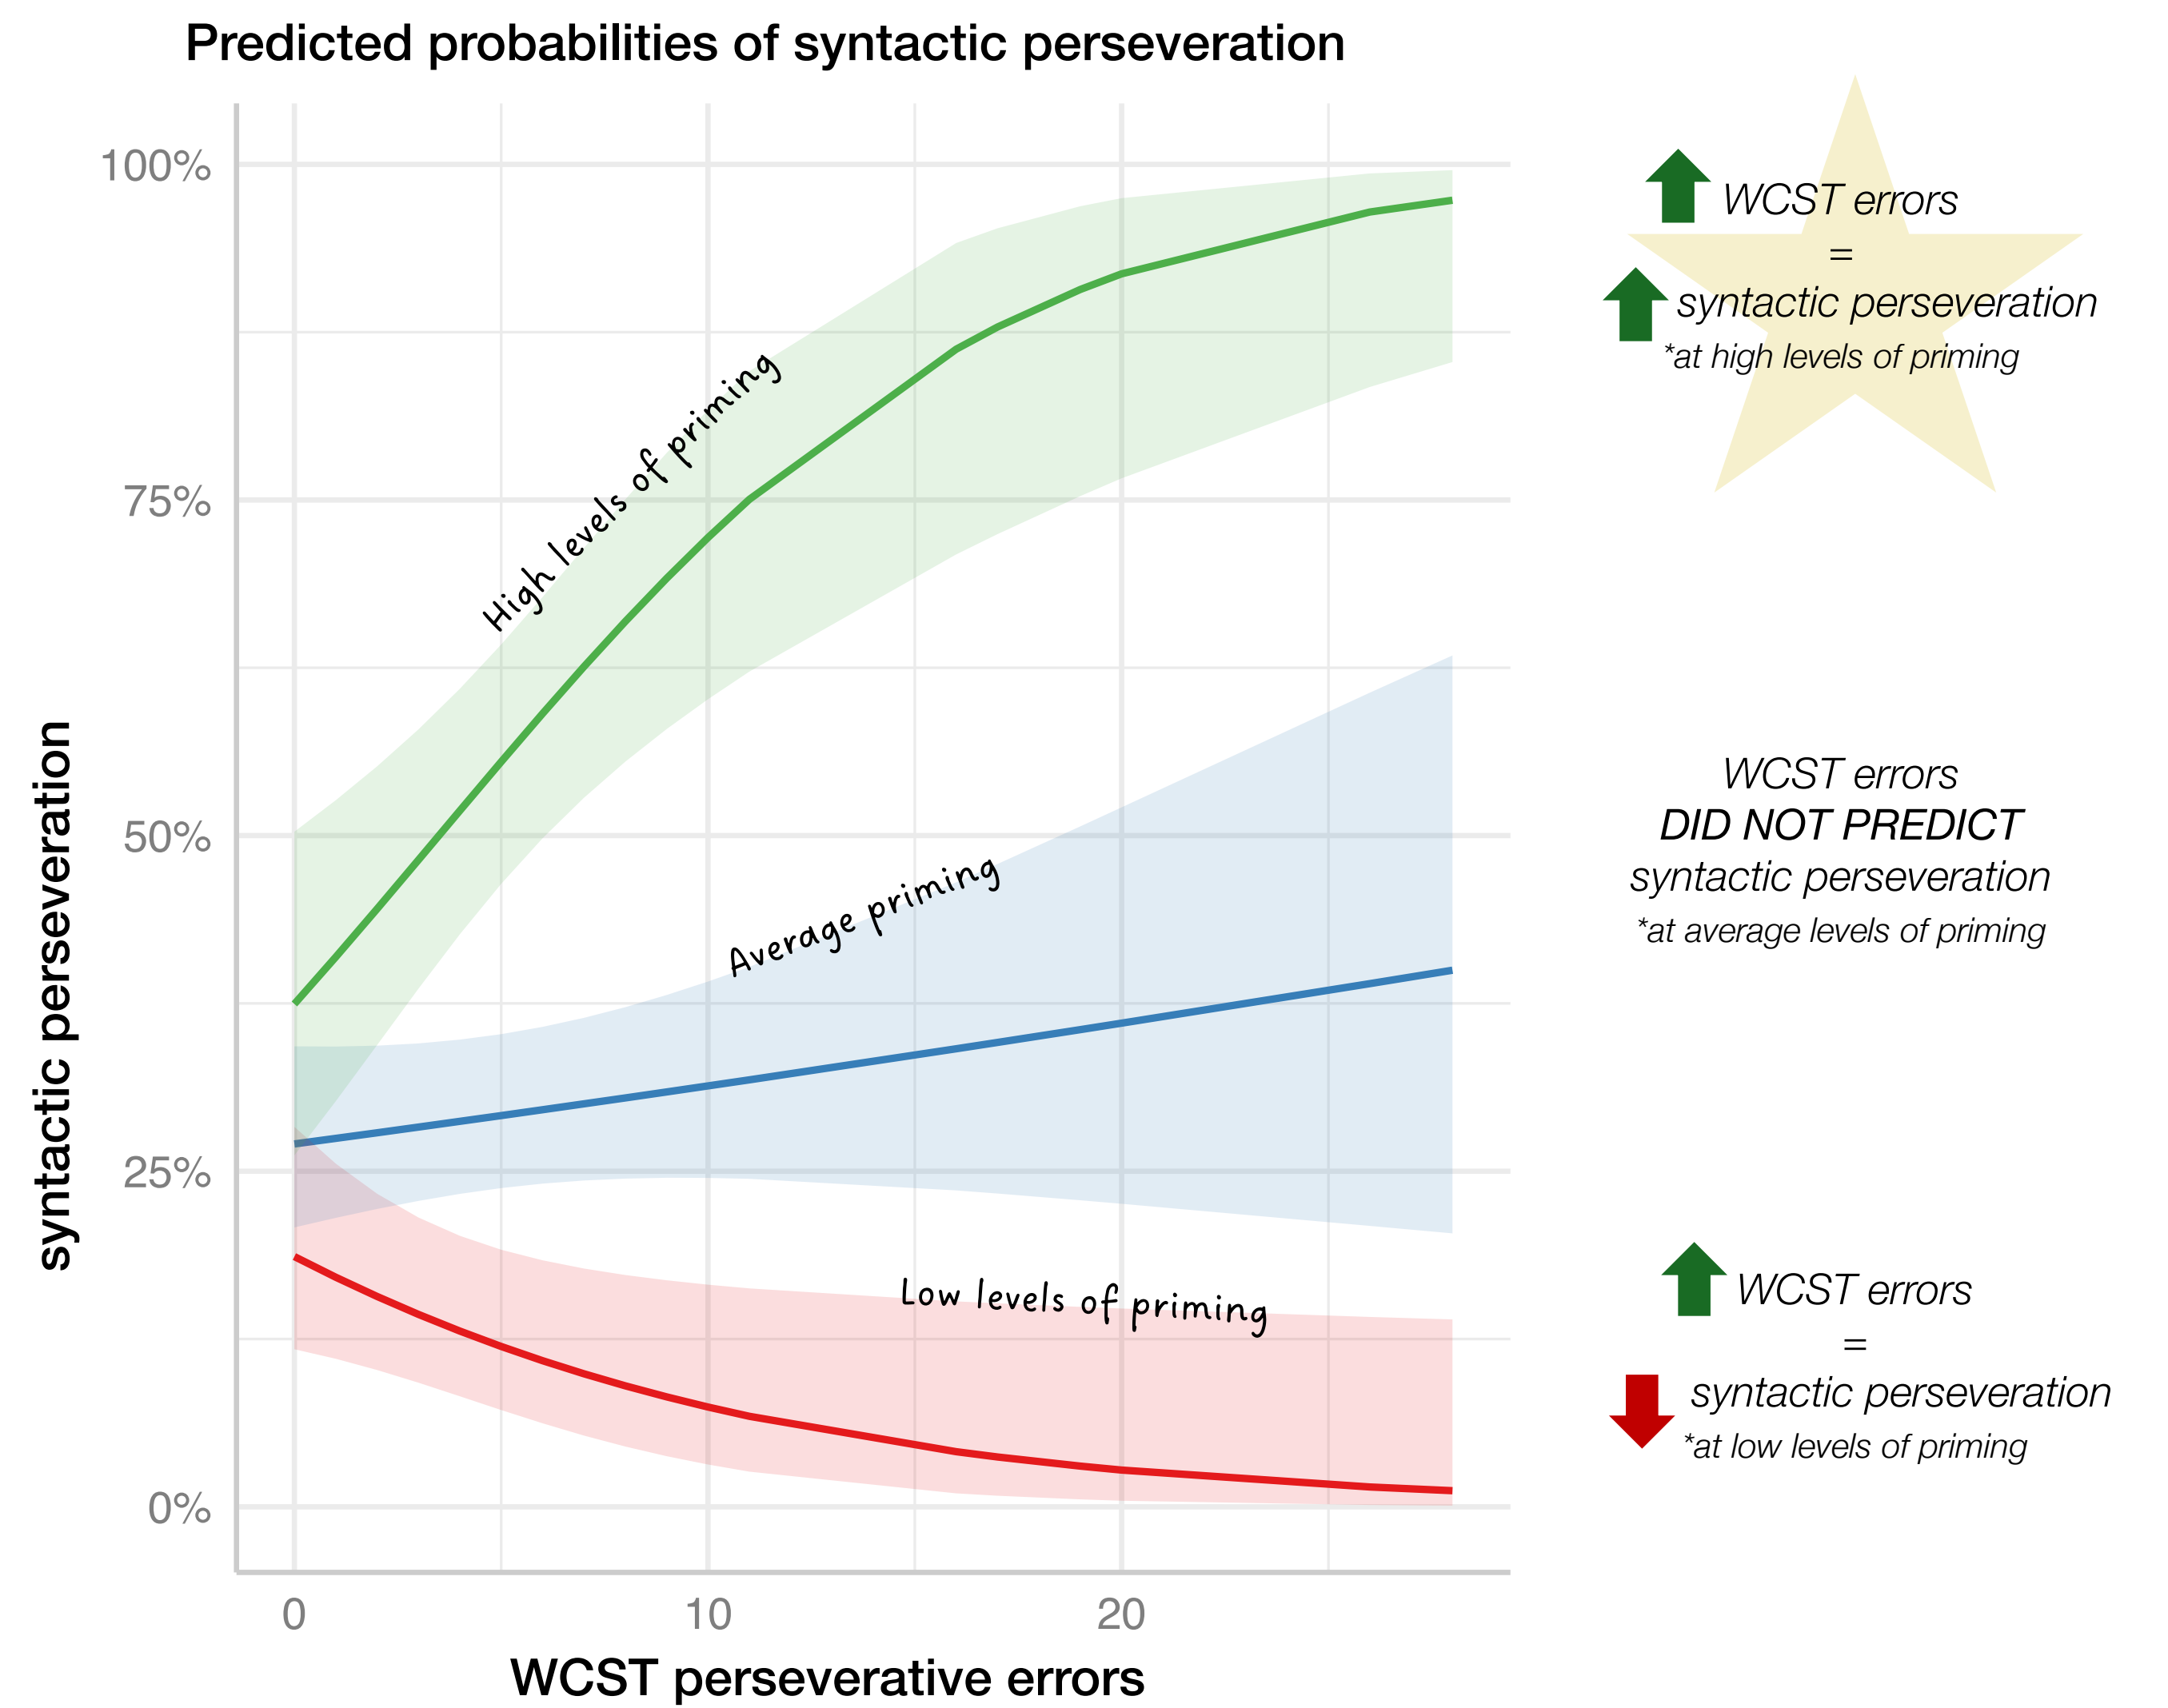 Predicted probabilities of syntactic perseveration
100%
75%
50%
25%
0%
syntactic perseveration
High levels of priming
Average priming
Low levels of priming
0
10
20
WCST perseverative errors
WCST errors
=
syntactic perseveration
*at high levels of priming
WCST errors
DID NOT PREDICT
syntactic perseveration
*at average levels of priming
WCST errors
=
syntactic perseveration
*at low levels of priming